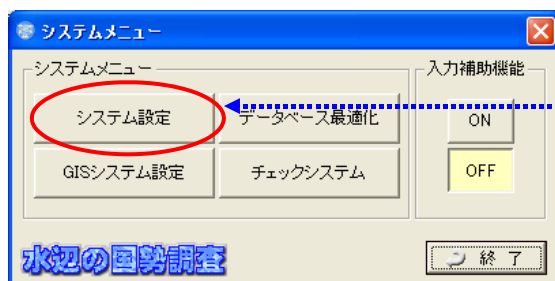 システムメニュー
システムメニュー
入力補助機能
システム設定
データベース最適化
ON
GISシステム設定
チェックシステム
OFF
水辺の国勢調査
終 了